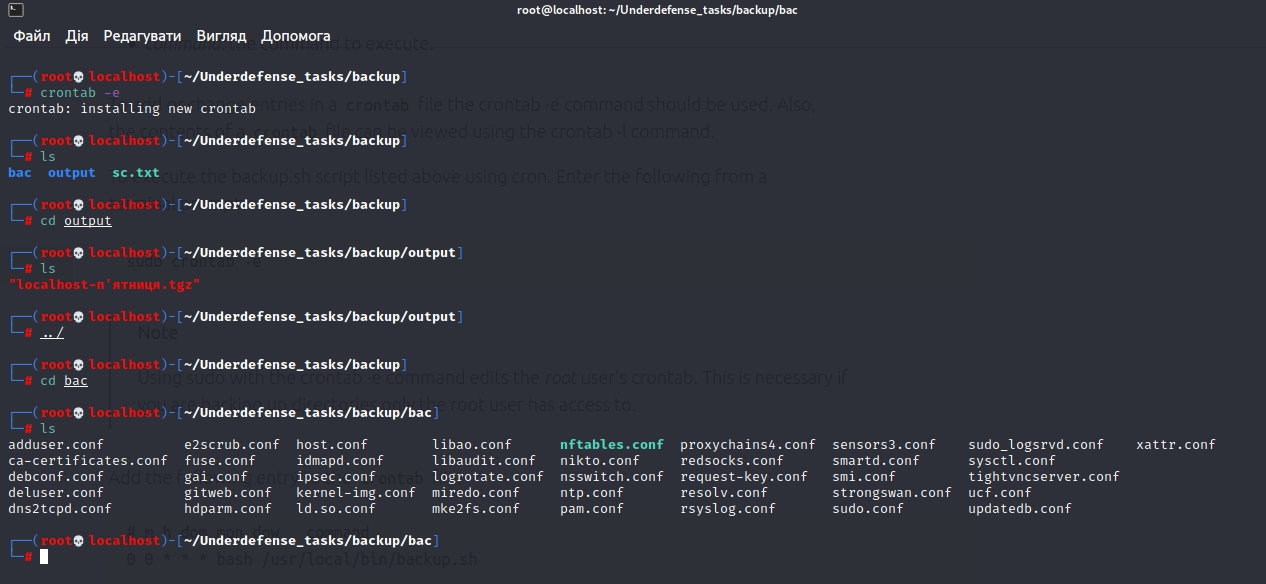 root@localhost: ~/Underdefense_tasks/backup/bac
Файл Дія Редагувати Вигляд Допомога
command: the command to execute.
┌──(root💀localhost)-[~/Underdefense_tasks/backup]
└─# crontab -e
entries in a crontab file the crontab -e command should be used. Also,
crontab: installing new crontab
the contents of a crontab file can be viewed using the crontab -l command.
┌──(root💀localhost)-[~/Underdefense_tasks/backup]
└─# ls
bac output sc.txt
execute the backup.sh script listed above using cron. Enter the following from a
┌──(root💀localhost)-[~/Underdefense_tasks/backup]
└─# cd output
┌──(root💀localhost)-[~/Underdefense_tasks/backup/output]
sudo crontab -e
└─# ls
"localhost-п'ятниця.tgz"
┌──(root💀localhost)-[~/Underdefense_tasks/backup/output]
└─# ../
Note
┌──(root💀localhost)-[~/Underdefense_tasks/backup]
└─# cd bac
Using sudo with the crontab -e command edits the root user's crontab. This is necessary if
you are backing up directories only the root user has access to.
┌──(root💀localhost)-[~/Underdefense_tasks/backup/bac]
└─# ls
adduser.conf e2scrub.conf host.conf libao.conf nftables.conf proxychains4.conf sensors3.conf sudo_logsrvd.conf xattr.conf
ca-certificates.conf fuse.conf idmapd.conf libaudit.conf nikto.conf redsocks.conf smartd.conf sysctl.conf
debconf.conf gai.conf ipsec.conf logrotate.conf nsswitch.conf request-key.conf smi.conf tightvncserver.conf
Add the following entry crontab
deluser.conf gitweb.conf kernel-img.conf miredo.conf ntp.conf resolv.conf strongswan.conf ucf.conf
dns2tcpd.conf hdparm.conf ld.so.conf mke2fs.conf pam.conf rsyslog.conf sudo.conf updatedb.conf
# m h dom mon dow command
┌──(root💀localhost)-[~/Underdefense_tasks/backup/bac]
└─#
0 0 * * * bash /usr/local/bin/backup.sh